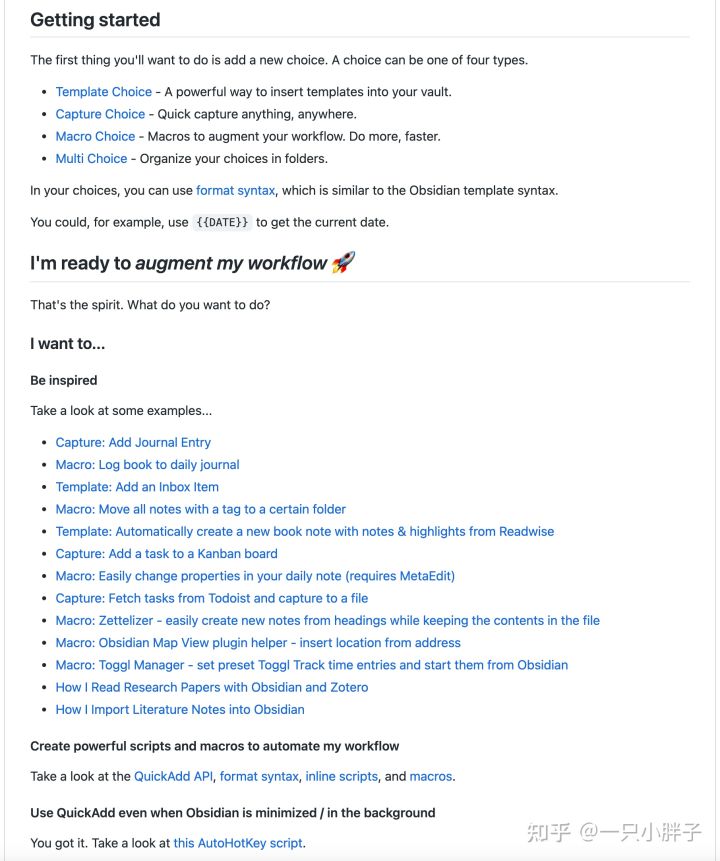 Getting started
The first thing you'll want to do is add a new choice. A choice can be one of four types.
• Template Choice - A powerful way to insert templates into your vault.
• Capture Choice - Quick capture anything, anywhere.
• Macro Choice - Macros to augment your workflow. Do more, faster.
• Multi Choice - Organize your choices in folders.
In your choices, you can use format syntax, which is similar to the Obsidian template syntax.
You could, for example, use {{DATE}} to get the current date.
I'm ready to augment my workflow 🚀
That's the spirit. What do you want to do?
I want to...
Be inspired
Take a look at some examples...
• Capture: Add Journal Entry
• Macro: Log book to daily journal
• Template: Add an Inbox Item
• Macro: Move all notes with a tag to a certain folder
• Template: Automatically create a new book note with notes & highlights from Readwise
• Capture: Add a task to a Kanban board
• Macro: Easily change properties in your daily note (requires MetaEdit)
• Capture: Fetch tasks from Todoist and capture to a file
• Macro: Zettelizer - easily create new notes from headings while keeping the contents in the file
• Macro: Obsidian Map View plugin helper - insert location from address
• Macro: Toggl Manager - set preset Toggl Track time entries and start them from Obsidian
• How I Read Research Papers with Obsidian and Zotero
• How I Import Literature Notes into Obsidian
Create powerful scripts and macros to automate my workflow
Take a look at the QuickAdd API, format syntax, inline scripts, and macros.
Use QuickAdd even when Obsidian is minimized / in the background
You got it. Take a look at this AutoHotKey script.
知乎 @一只小胖子